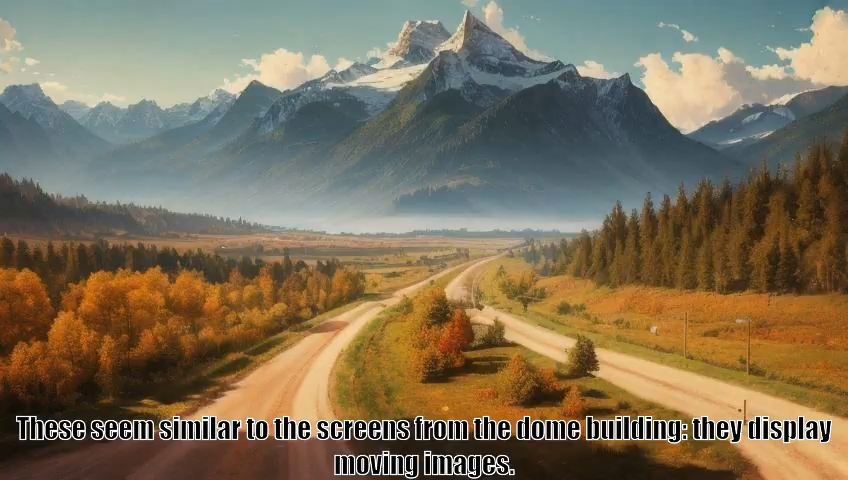 These seem similar to the screens from the dome building: they display
moving images.